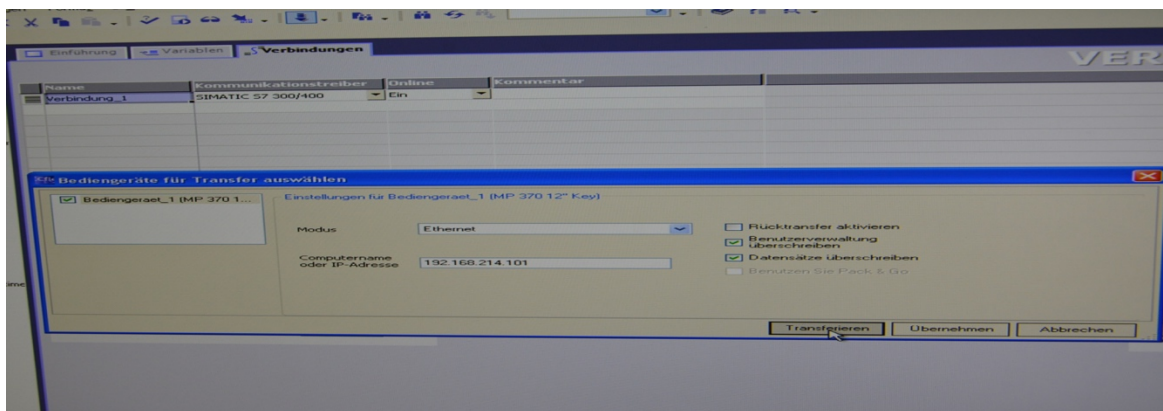 Einführung Variablen Verbindungen
VER
Name Kommunikationstreiber Online Kommentar
Verbindung_1 SIMATIC S7 300/400 Ein
Bediengeräte für Transfer auswählen
Bediengeraet_1 (MP 370 1... Einstellungen für Bediengeraet_1 (MP 370 12" Key)
Modus Ethernet Rücktransfer aktivieren
Benutzerverwaltung
überschreiben
Computername
oder IP-Adresse 192.168.214.101 Datensätze überschreiben
Benutzen Sie Pack & Go
Transferieren Übernehmen Abbrechen